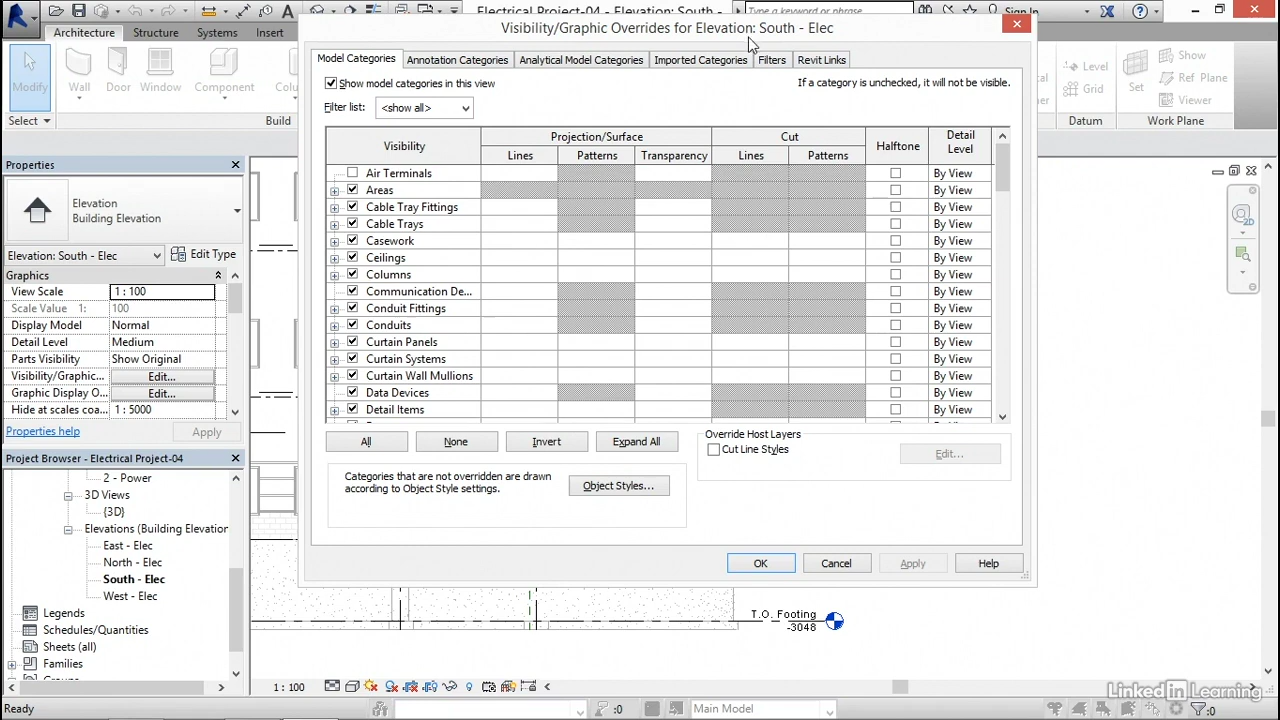 Electrical Project-04 - Elevation: South -
Type a keyword or phrase
Sign In
Architecture Structure Systems Insert
Modify Wall Door Window Component
Select Build
Level
Grid
Set
Show
Ref Plane
Viewer
Datum Work Plane
Visibility/Graphic Overrides for Elevation: South - Elec
Model Categories Annotation Categories Analytical Model Categories Imported Categories Filters Revit Links
Show model categories in this view
If a category is unchecked, it will not be visible.
Filter list: <show all>
Visibility Projection/Surface Cut Halftone Detail Level
Lines Patterns Transparency Lines Patterns
Air Terminals By View
Areas By View
Cable Tray Fittings By View
Cable Trays By View
Casework By View
Ceilings By View
Columns By View
Communication De... By View
Conduit Fittings By View
Conduits By View
Curtain Panels By View
Curtain Systems By View
Curtain Wall Mullions By View
Data Devices By View
Detail Items By View
All None Invert Expand All
Override Host Layers
Cut Line Styles
Edit...
Categories that are not overridden are drawn
according to Object Style settings.
Object Styles...
OK Cancel Apply Help
Properties
Elevation
Building Elevation
Elevation: South - Elec Edit Type
Graphics
View Scale 1 : 100
Scale Value 1: 100
Display Model Normal
Detail Level Medium
Parts Visibility Show Original
Visibility/Graphic... Edit...
Graphic Display O... Edit...
Hide at scales coa... 1 : 5000
Properties help Apply
Project Browser - Electrical Project-04
2 - Power
3D Views
{3D}
Elevations (Building Elevation
East - Elec
North - Elec
South - Elec
West - Elec
Legends
Schedules/Quantities
Sheets (all)
Families
T.O. Footing
-3048
1 : 100
Ready
:0
Main Model
:0
Linked in Learning